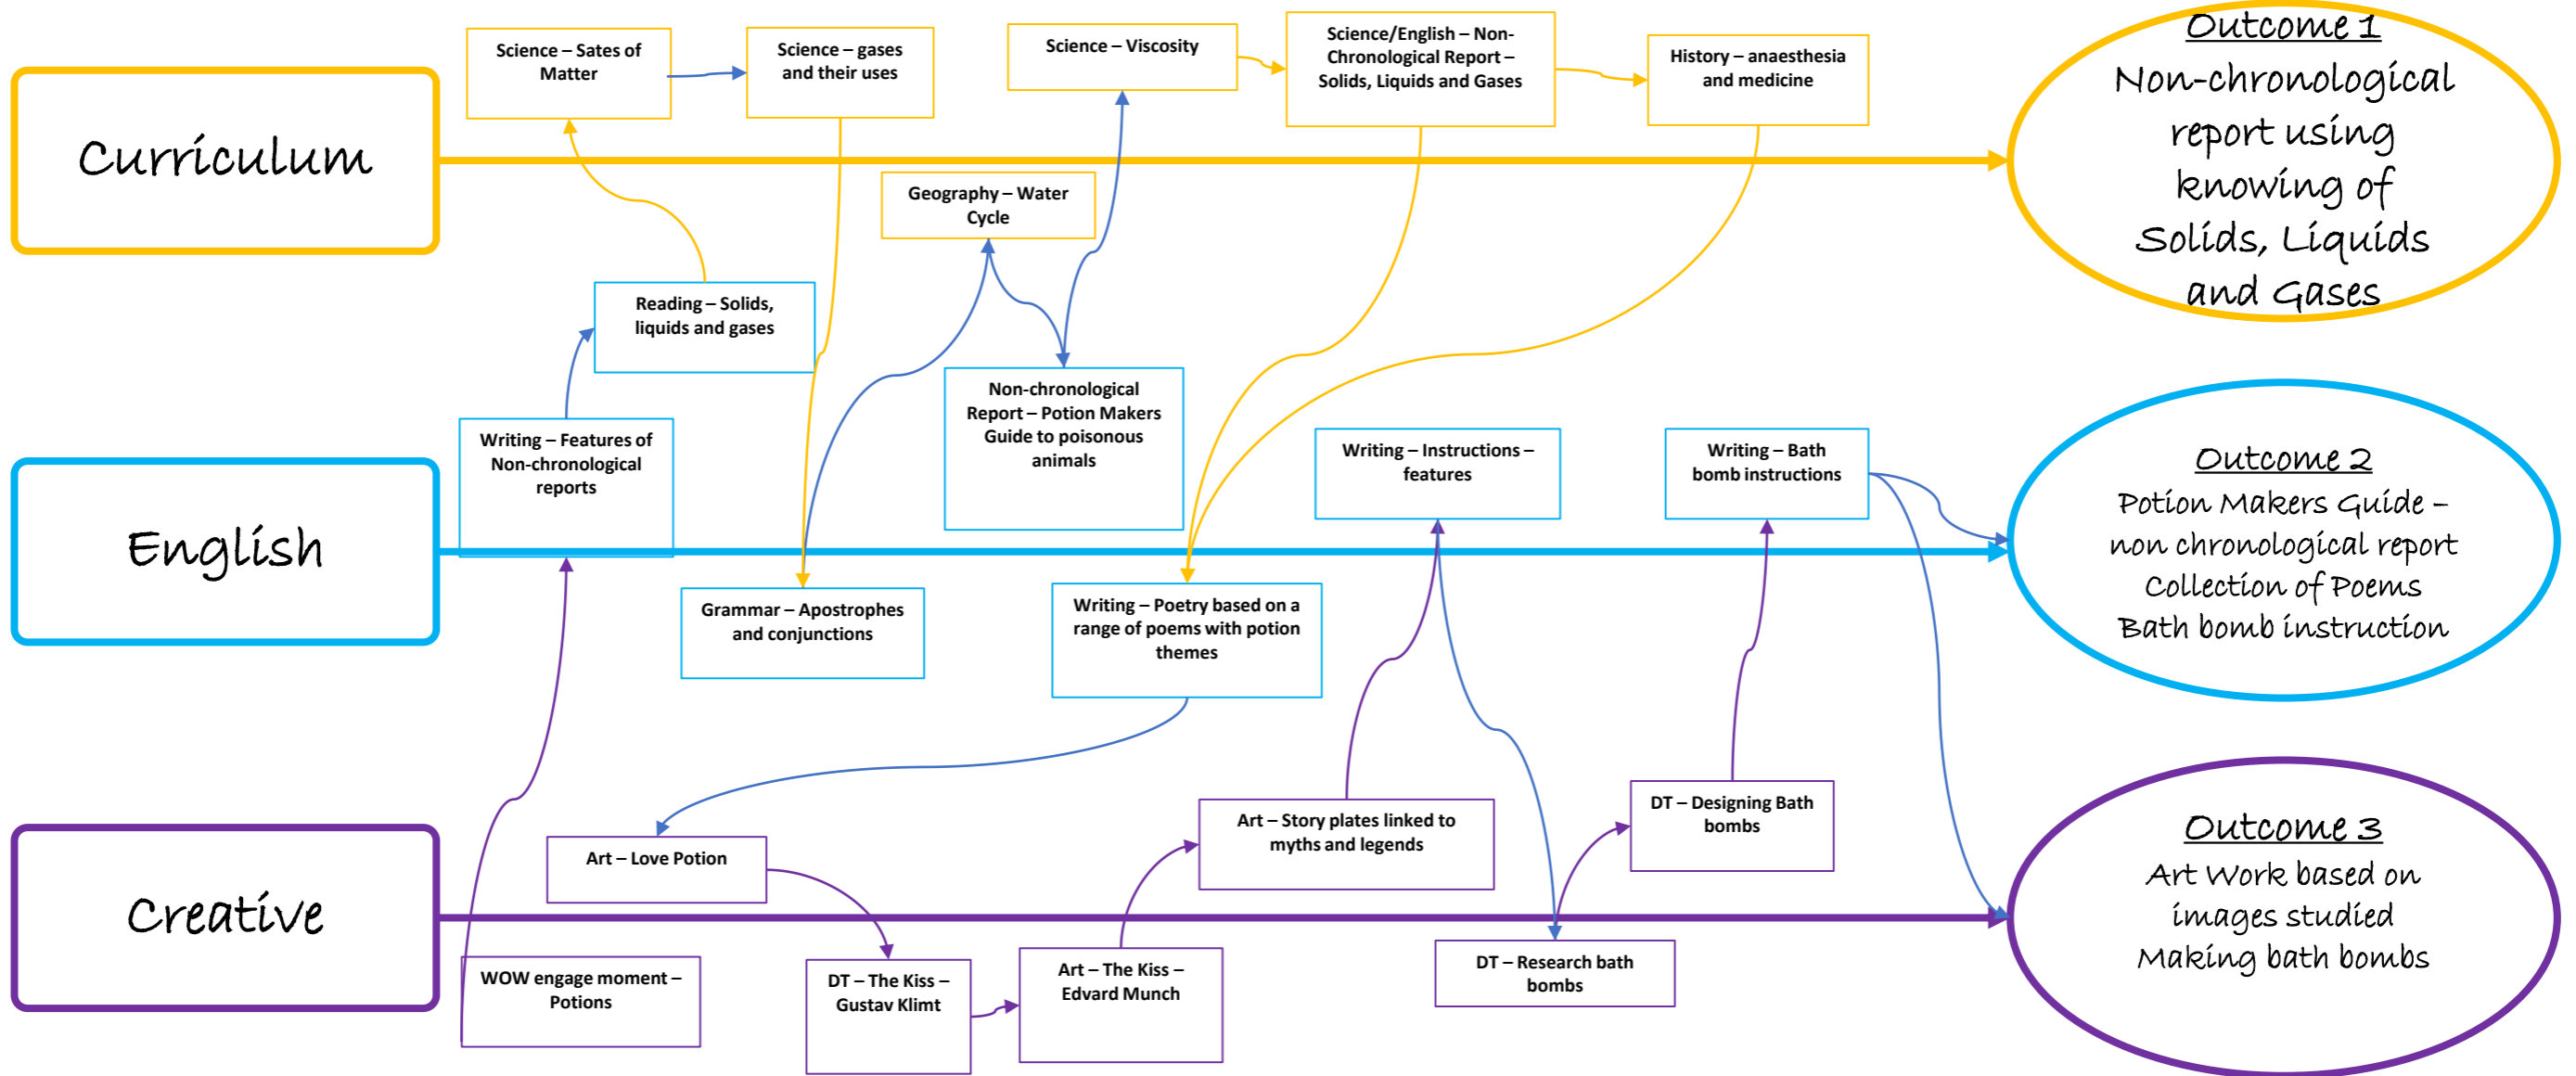 Curriculum
Science – Sates of
Matter
Science – gases
and their uses
Science – Viscosity
Science/English – Non-
Chronological Report –
Solids, Liquids and Gases
History – anaesthesia
and medicine
Geography – Water
Cycle
Outcome 1
Non-chronological
report using
knowing of
Solids, Liquids
and Gases
English
Reading – Solids,
liquids and gases
Writing – Features of
Non-chronological
reports
Grammar – Apostrophes
and conjunctions
Non-chronological
Report – Potion Makers
Guide to poisonous
animals
Writing – Poetry based on a
range of poems with potion
themes
Writing – Instructions –
features
Writing – Bath
bomb instructions
Outcome 2
Potion Makers Guide –
non chronological report
Collection of Poems
Bath bomb instruction
Creative
WOW engage moment –
Potions
Art – Love Potion
DT – The Kiss –
Gustav Klimt
Art – The Kiss –
Edvard Munch
Art – Story plates linked to
myths and legends
DT – Research bath
bombs
DT – Designing Bath
bombs
Outcome 3
Art Work based on
images studied
Making bath bombs